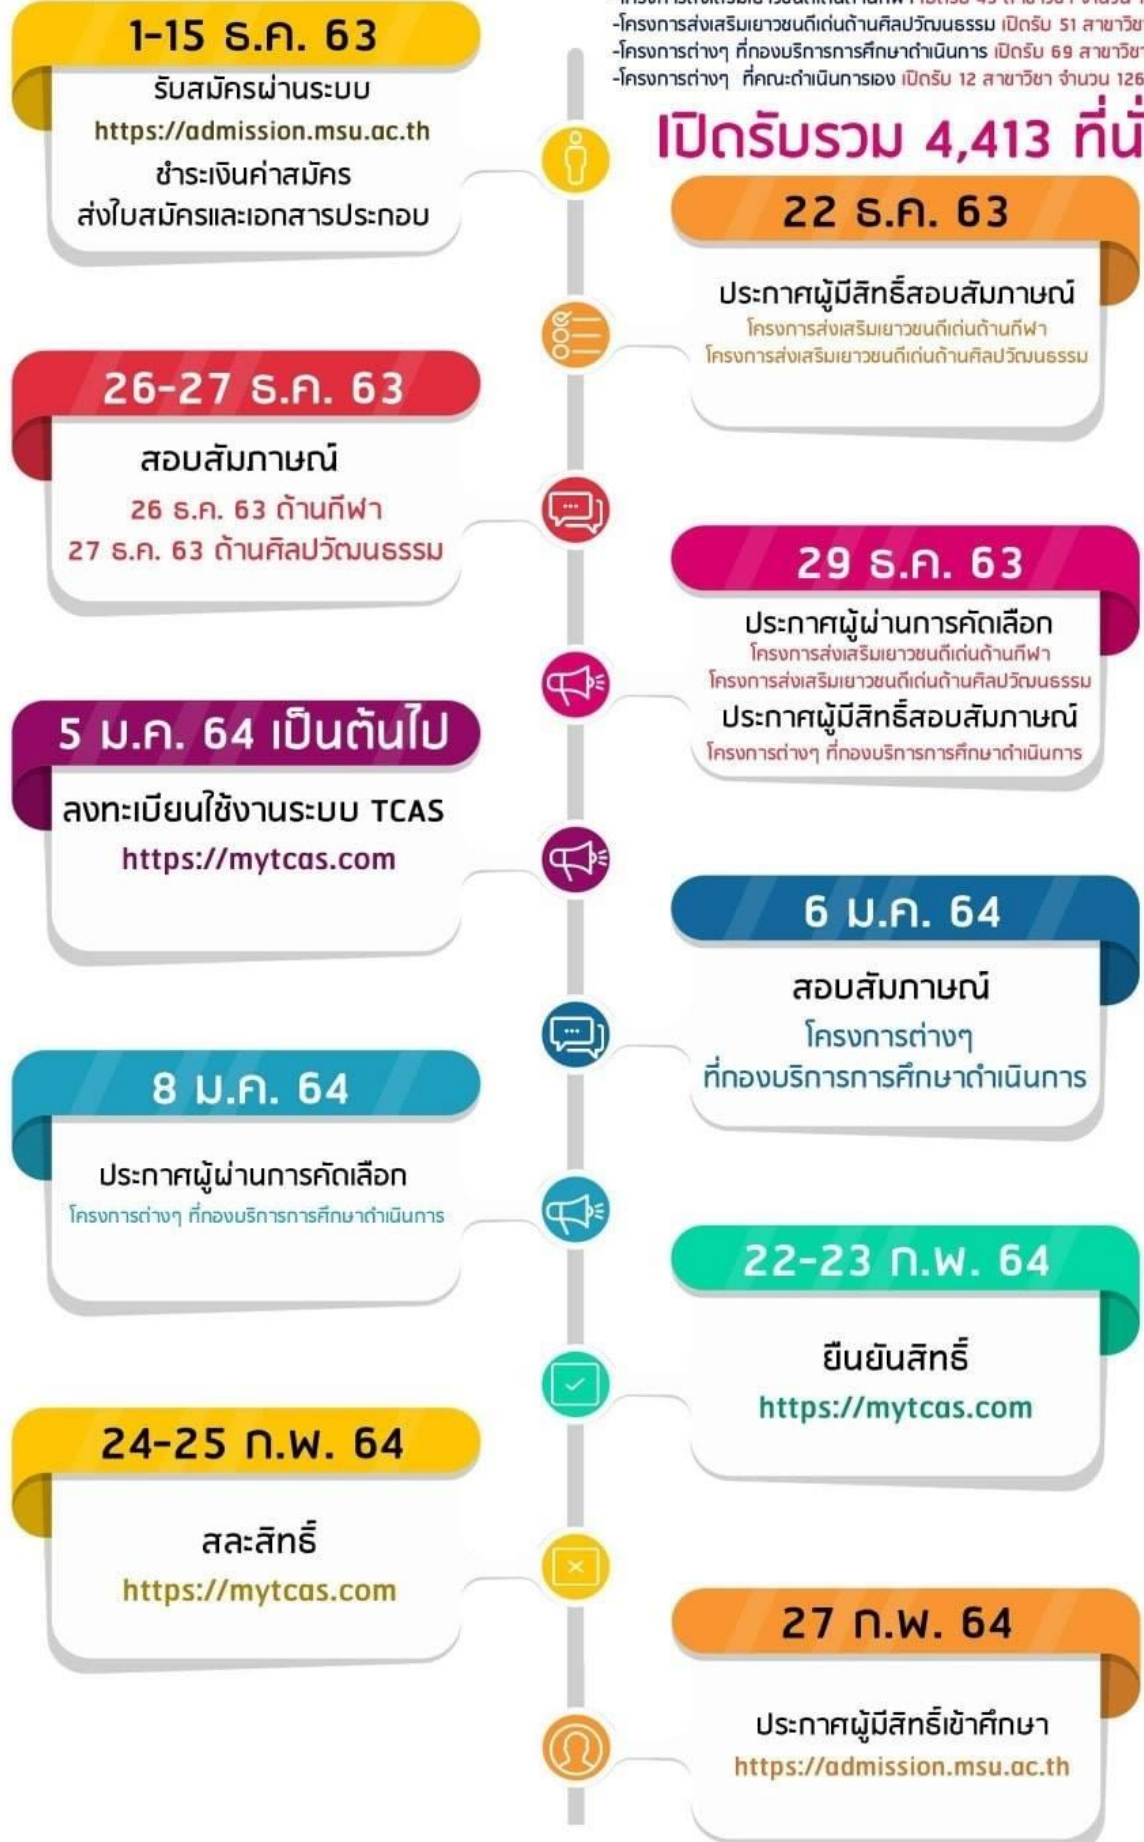 -โครงการส่งเสริมเยาวชนดีเด่นด้านศิลปวัฒนธรรม เปิดรับ 51 สาขาวิชา
-โครงการต่างๆ ที่กองบริการการศึกษาดำเนินการ เปิดรับ 69 สาขาวิชา
-โครงการต่างๆ ที่คณะดำเนินการเอง เปิดรับ 12 สาขาวิชา จำนวน 126
เปิดรับรวม 4,413
1-15 ธ.ค. 63
รับสมัครผ่านระบบ
https://admission.msu.ac.th
ชำระเงินค่าสมัคร
ส่งใบสมัครและเอกสารประกอบ
22 ธ.ค. 63
ประกาศผู้มีสิทธิ์สอบสัมภาษณ์
โครงการส่งเสริมเยาวชนดีเด่นด้านกีฬา
โครงการส่งเสริมเยาวชนดีเด่นด้านศิลปวัฒนธรรม
26-27 ธ.ค. 63
สอบสัมภาษณ์
26 ธ.ค. 63 ด้านกีฬา
27 ธ.ค. 63 ด้านศิลปวัฒนธรรม
29 ธ.ค. 63
ประกาศผู้ผ่านการคัดเลือก
โครงการส่งเสริมเยาวชนดีเด่นด้านกีฬา
โครงการส่งเสริมเยาวชนดีเด่นด้านศิลปวัฒนธรรม
ประกาศผู้มีสิทธิ์สอบสัมภาษณ์
โครงการต่างๆ ที่กองบริการการศึกษาดำเนินการ
5 ม.ค. 64 เป็นต้นไป
ลงทะเบียนใช้งานระบบ TCAS
https://mytcas.com
6 ม.ค. 64
สอบสัมภาษณ์
โครงการต่างๆ
ที่กองบริการการศึกษาดำเนินการ
8 ม.ค. 64
ประกาศผู้ผ่านการคัดเลือก
โครงการต่างๆ ที่กองบริการการศึกษาดำเนินการ
22-23 ก.พ. 64
ยืนยันสิทธิ์
https://mytcas.com
24-25 ก.พ. 64
สละสิทธิ์
https://mytcas.com
27 ก.พ. 64
ประกาศผู้มีสิทธิ์เข้าศึกษา
https://admission.msu.ac.th